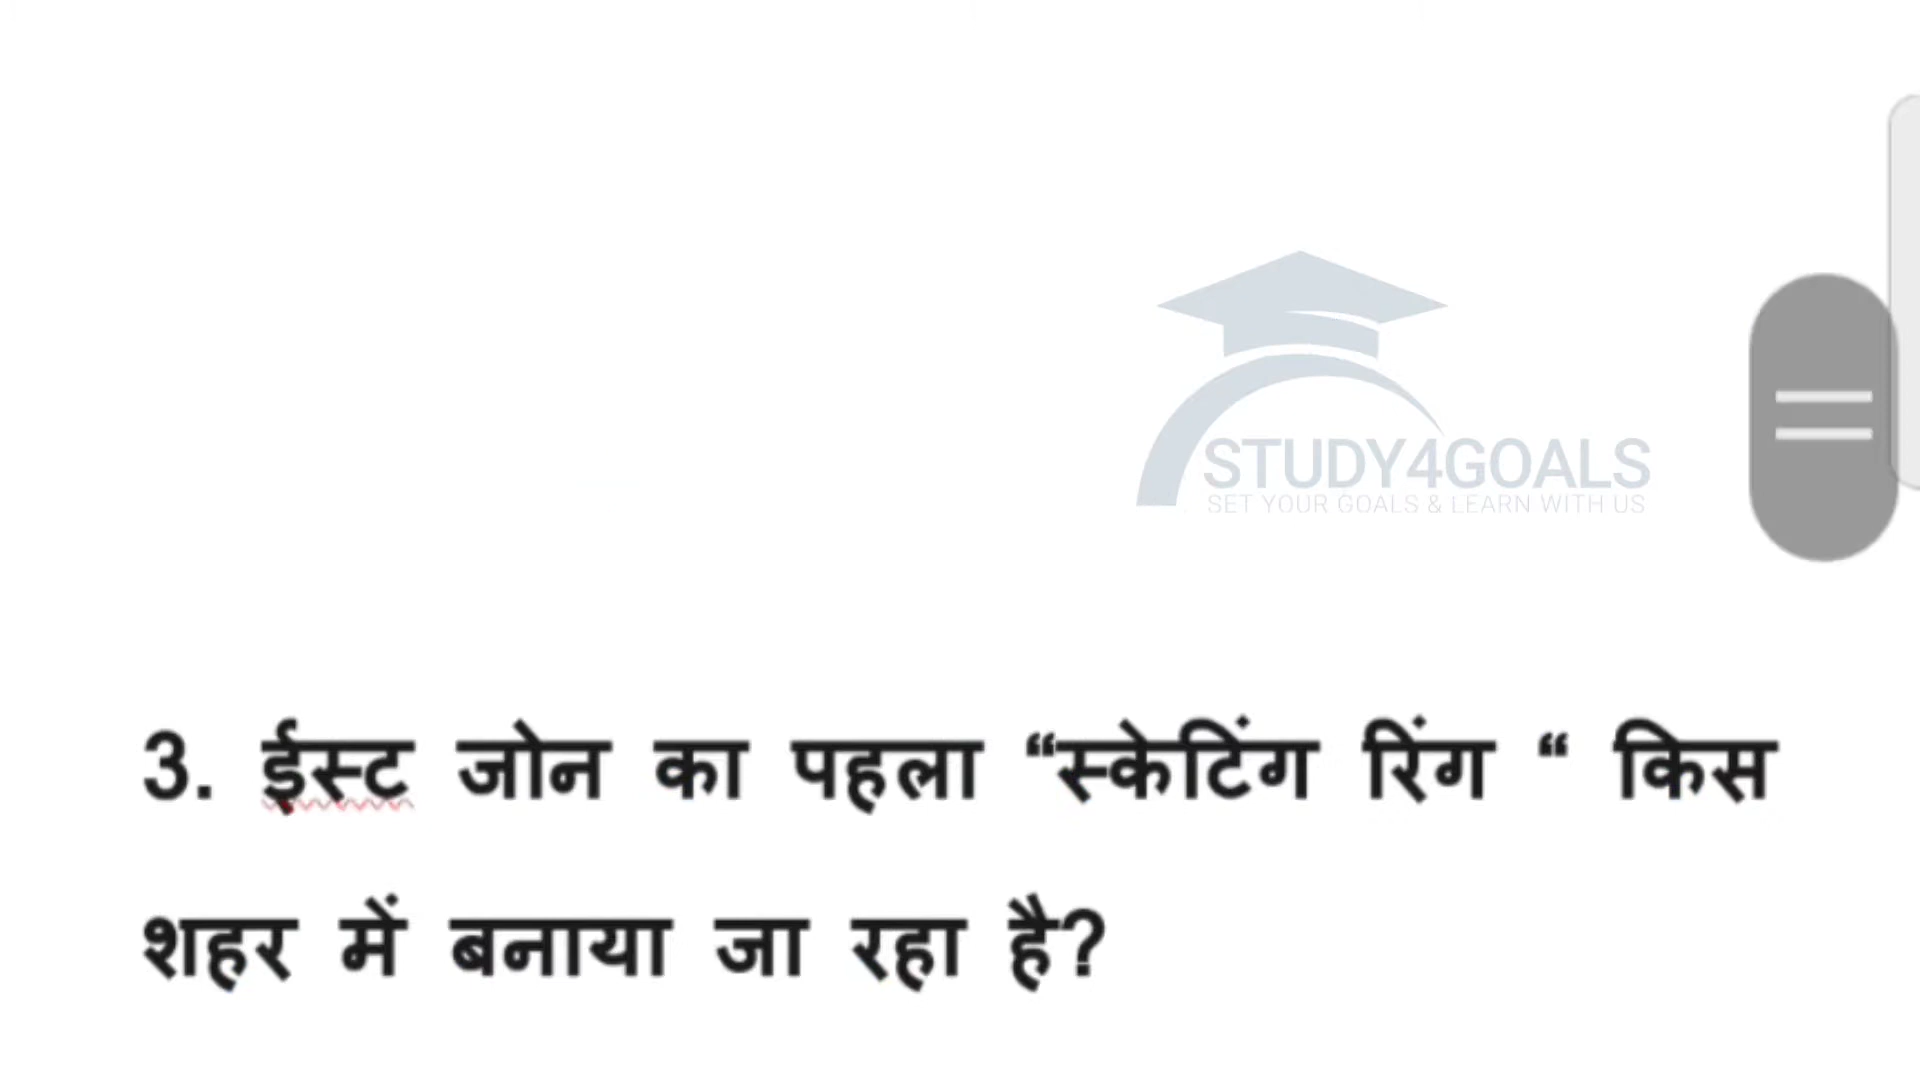 STUDY4GOALS
SET YOUR GOALS & LEARN WITH US
3. ईस्ट जोन का पहला “स्केटिंग रिंग “ किस
शहर में बनाया जा रहा है?